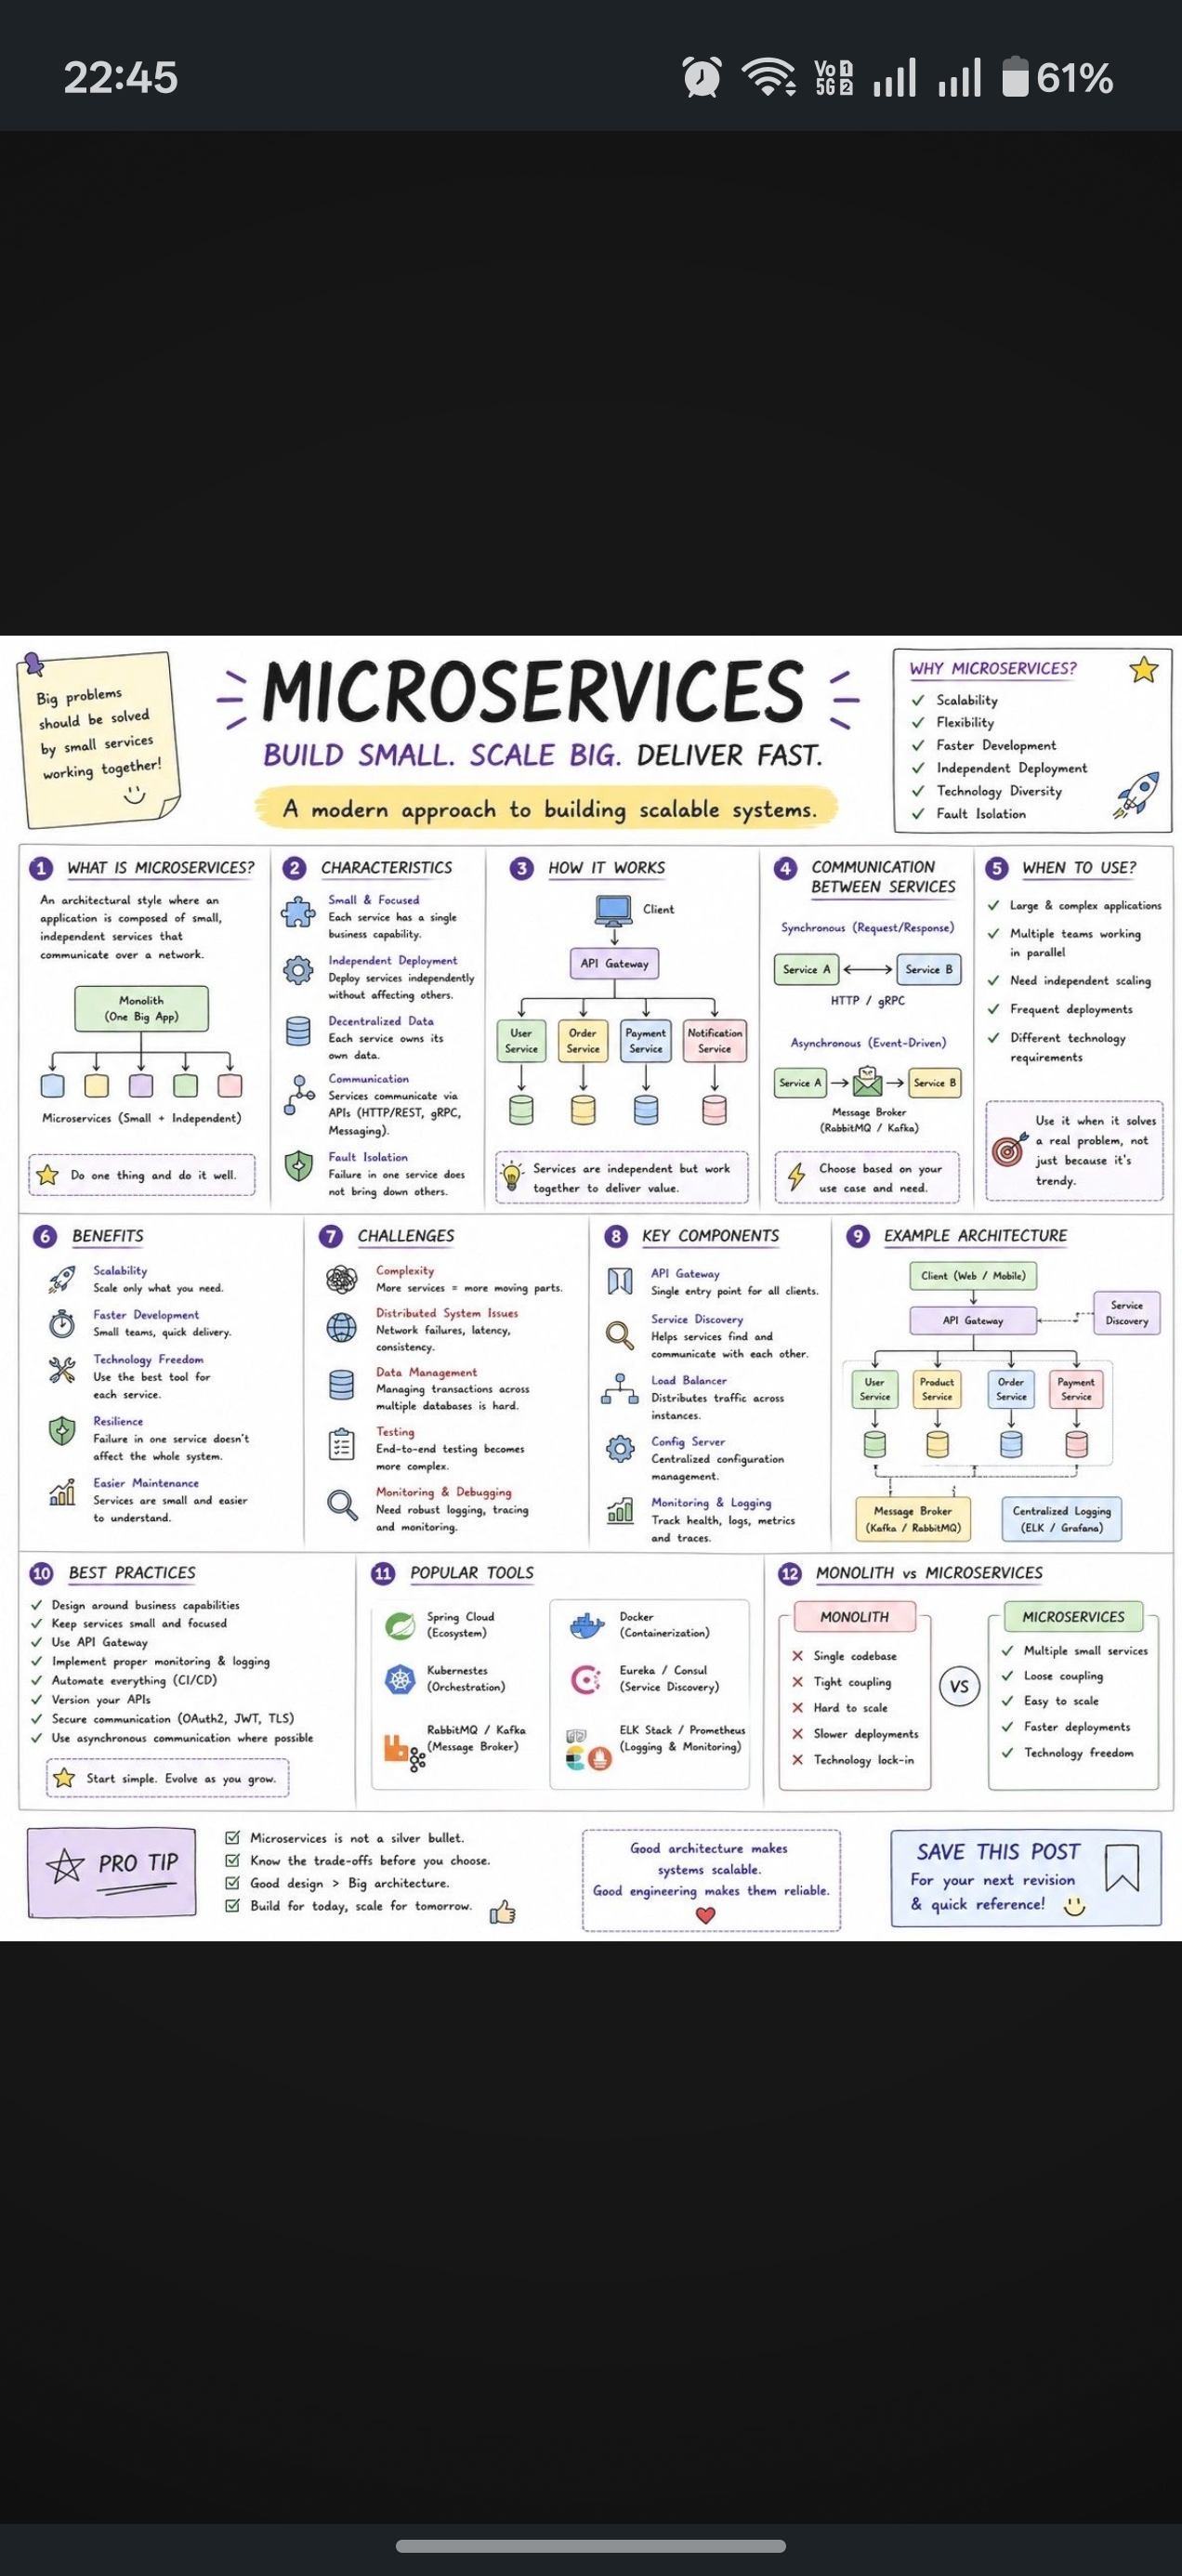 22:45
Vo 1
5G 2
61%
Big problems
should be solved
by small services
working together!
MICROSERVICES
BUILD SMALL. SCALE BIG. DELIVER FAST.
A modern approach to building scalable systems.
WHY MICROSERVICES?
✓ Scalability
✓ Flexibility
✓ Faster Development
✓ Independent Deployment
✓ Technology Diversity
✓ Fault Isolation
1 WHAT IS MICROSERVICES?
An architectural style where an
application is composed of small,
independent services that
communicate over a network.
Monolith
(One Big App)
Microservices (Small + Independent)
Do one thing and do it well.
2 CHARACTERISTICS
Small & Focused
Each service has a single
business capability.
Independent Deployment
Deploy services independently
without affecting others.
Decentralized Data
Each service owns its
own data.
Communication
Services communicate via
APIs (HTTP/REST, gRPC,
Messaging).
Fault Isolation
Failure in one service does
not bring down others.
3 HOW IT WORKS
Client
API Gateway
User
Service
Order
Service
Payment
Service
Notification
Service
Services are independent but work
together to deliver value.
4 COMMUNICATION
BETWEEN SERVICES
Synchronous (Request/Response)
Service A
Service B
HTTP / gRPC
Asynchronous (Event-Driven)
Service A
Service B
Message Broker
(RabbitMQ / Kafka)
Choose based on your
use case and need.
5 WHEN TO USE?
✓ Large & complex applications
✓ Multiple teams working
in parallel
✓ Need independent scaling
✓ Frequent deployments
✓ Different technology
requirements
Use it when it solves
a real problem, not
just because it's
trendy.
6 BENEFITS
Scalability
Scale only what you need.
Faster Development
Small teams, quick delivery.
Technology Freedom
Use the best tool for
each service.
Resilience
Failure in one service doesn't
affect the whole system.
Easier Maintenance
Services are small and easier
to understand.
7 CHALLENGES
Complexity
More services = more moving parts.
Distributed System Issues
Network failures, latency,
consistency.
Data Management
Managing transactions across
multiple databases is hard.
Testing
End-to-end testing becomes
more complex.
Monitoring & Debugging
Need robust logging, tracing
and monitoring.
8 KEY COMPONENTS
API Gateway
Single entry point for all clients.
Service Discovery
Helps services find and
communicate with each other.
Load Balancer
Distributes traffic across
instances.
Config Server
Centralized configuration
management.
Monitoring & Logging
Track health, logs, metrics
and traces.
9 EXAMPLE ARCHITECTURE
Client (Web / Mobile)
API Gateway
Service
Discovery
User
Service
Product
Service
Order
Service
Payment
Service
Message Broker
(Kafka / RabbitMQ)
Centralized Logging
(ELK / Grafana)
10 BEST PRACTICES
✓ Design around business capabilities
✓ Keep services small and focused
✓ Use API Gateway
✓ Implement proper monitoring & logging
✓ Automate everything (CI/CD)
✓ Version your APIs
✓ Secure communication (OAuth2, JWT, TLS)
✓ Use asynchronous communication where possible
Start simple. Evolve as you grow.
11 POPULAR TOOLS
Spring Cloud
(Ecosystem)
Kubernestes
(Orchestration)
RabbitMQ / Kafka
(Message Broker)
Docker
(Containerization)
Eureka / Consul
(Service Discovery)
ELK Stack / Prometheus
(Logging & Monitoring)
12 MONOLITH vs MICROSERVICES
MONOLITH
✗ Single codebase
✗ Tight coupling
✗ Hard to scale
✗ Slower deployments
✗ Technology lock-in
VS
MICROSERVICES
✓ Multiple small services
✓ Loose coupling
✓ Easy to scale
✓ Faster deployments
✓ Technology freedom
PRO TIP
Microservices is not a silver bullet.
Know the trade-offs before you choose.
Good design > Big architecture.
Build for today, scale for tomorrow.
Good architecture makes
systems scalable.
Good engineering makes them reliable.
SAVE THIS POST
For your next revision
& quick reference!